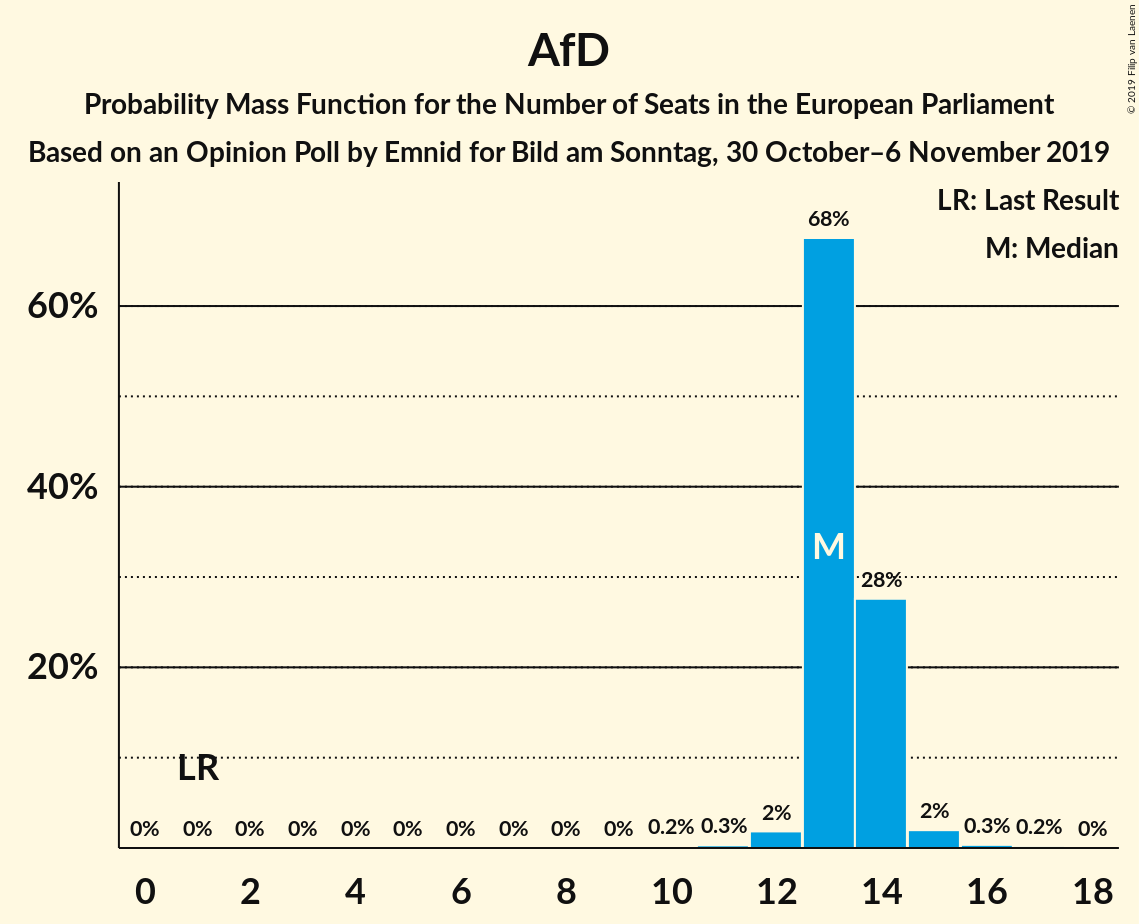 AfD
Probability Mass Function for the Number of Seats in the European Parliament
Based on an Opinion Poll by Emnid for Bild am Sonntag, 30 October–6 November 2019
© 2019 Filip van Laenen
LR: Last Result
M: Median
68%
60%
40%
M
28%
20%
LR
0% 0% 0% 0% 0% 0% 0% 0% 0% 0% 0.2% 0.3% 2% 2% 0.3% 0.2% 0%
0 2 4 6 8 10 12 14 16 18